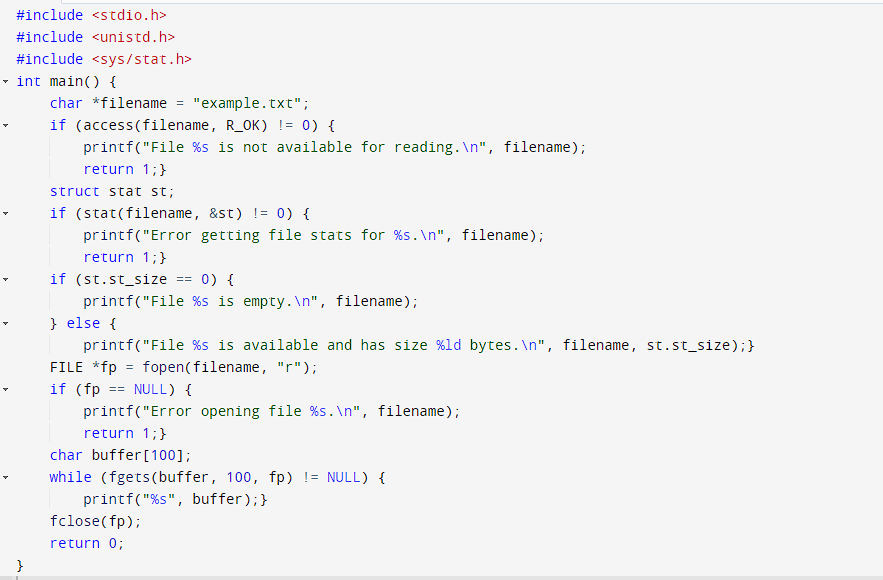 #include <stdio.h>
#include <unistd.h>
#include <sys/stat.h>
int main() {
    char *filename = "example.txt";
    if (access(filename, R_OK) != 0) {
        printf("File %s is not available for reading.\n", filename);
        return 1;}
    struct stat st;
    if (stat(filename, &st) != 0) {
        printf("Error getting file stats for %s.\n", filename);
        return 1;}
    if (st.st_size == 0) {
        printf("File %s is empty.\n", filename);
    } else {
        printf("File %s is available and has size %ld bytes.\n", filename, st.st_size);}
    FILE *fp = fopen(filename, "r");
    if (fp == NULL) {
        printf("Error opening file %s.\n", filename);
        return 1;}
    char buffer[100];
    while (fgets(buffer, 100, fp) != NULL) {
        printf("%s", buffer);}
    fclose(fp);
    return 0;
}